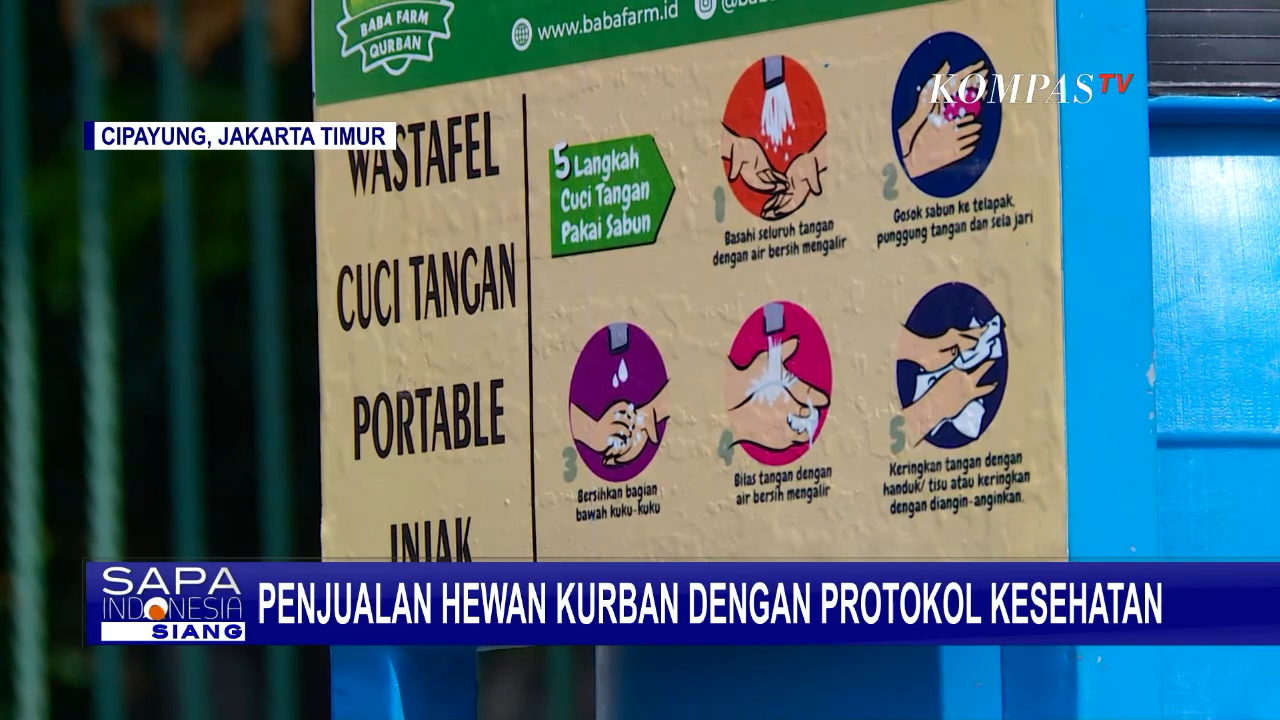 BABA FARM
QURBAN
www.babafarm.id
KOMPASTV
CIPAYUNG, JAKARTA TIMUR
WASTAFEL
CUCI TANGAN
PORTABLE
INJAK
5 Langkah
Cuci Tangan
Pakai Sabun
1
Basahi seluruh tangan
dengan air bersih mengalir
2
Gosok sabun ke telapak,
punggung tangan dan sela jari
3
Bersihkan bagian
bawah kuku-kuku
4
Bilas tangan dengan
air bersih mengalir
5
Keringkan tangan dengan
handuk/ tisu atau keringkan
dengan diangin-anginkan.
SAPA
INDONESIA
SIANG
PENJUALAN HEWAN KURBAN DENGAN PROTOKOL KESEHATAN